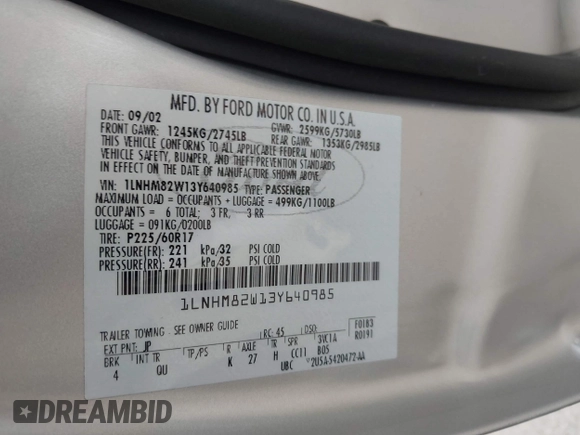 MFD. BY FORD MOTOR CO. IN U.S.A.
DATE: 09/02 GVWR: 2599KG/5730LB
FRONT GAWR: 1245KG/2745LB REAR GAWR: 1353KG/2985LB
THIS VEHICLE CONFORMS TO ALL APPLICABLE FEDERAL MOTOR
VEHICLE SAFETY, BUMPER, AND THEFT PREVENTION STANDARDS
IN EFFECT ON THE DATE OF MANUFACTURE SHOWN ABOVE.
VIN: 1LNHM82W13Y640985 TYPE: PASSENGER
MAXIMUM LOAD = OCCUPANTS + LUGGAGE = 499KG/1100LB
OCCUPANTS = 6 TOTAL; 3 FR, 3 RR
LUGGAGE = 091KG/0200LB
TIRE: P225/60R17
PRESSURE(FR): 221 kPa/32 PSI COLD
PRESSURE(RR): 241 kPa/35 PSI COLD
1LNHM82W13Y640985
TRAILER TOWING - SEE OWNER GUIDE
F0183
R0191
EXT PNT: JP RC: 45 DSO:
BRK INT TR TP/PS R AXLE TR SPR 3VC1A
4 QU K 27 H CC11 B05
UBC V2U5A-5420472-AA
DREAMBID